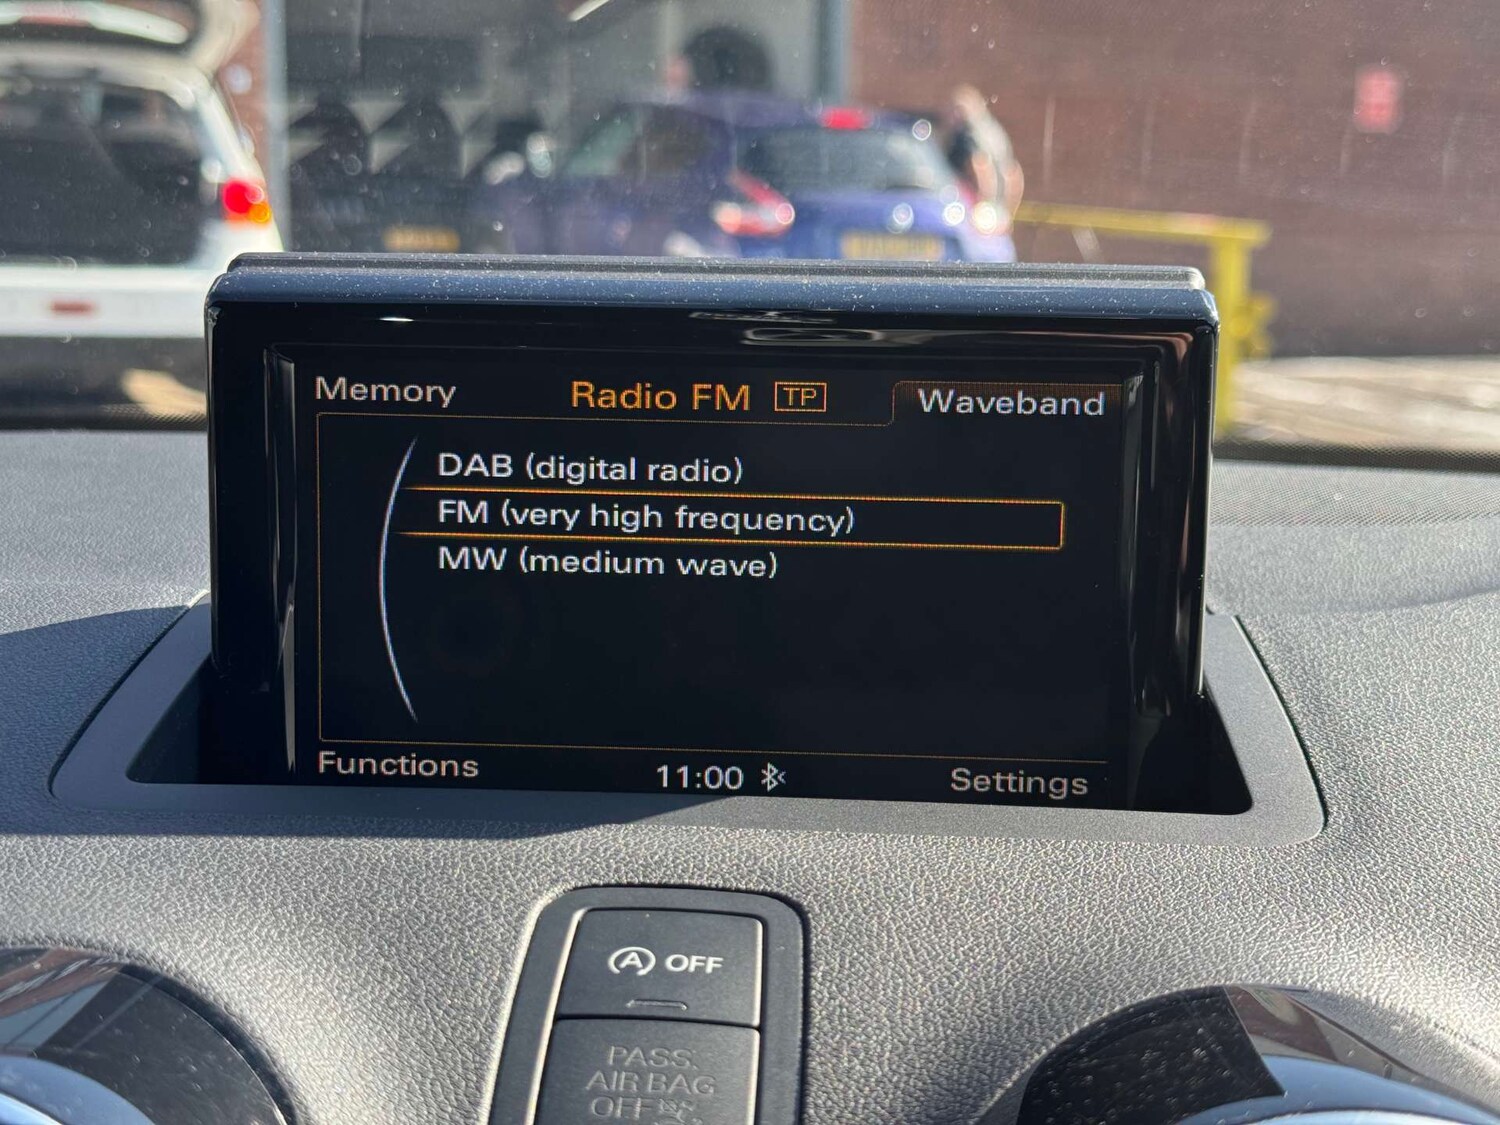 Memory Radio FM TP Waveband
DAB (digital radio)
FM (very high frequency)
MW (medium wave)
Functions 11:00 Settings
A OFF
PASS.
AIR BAG
OFF